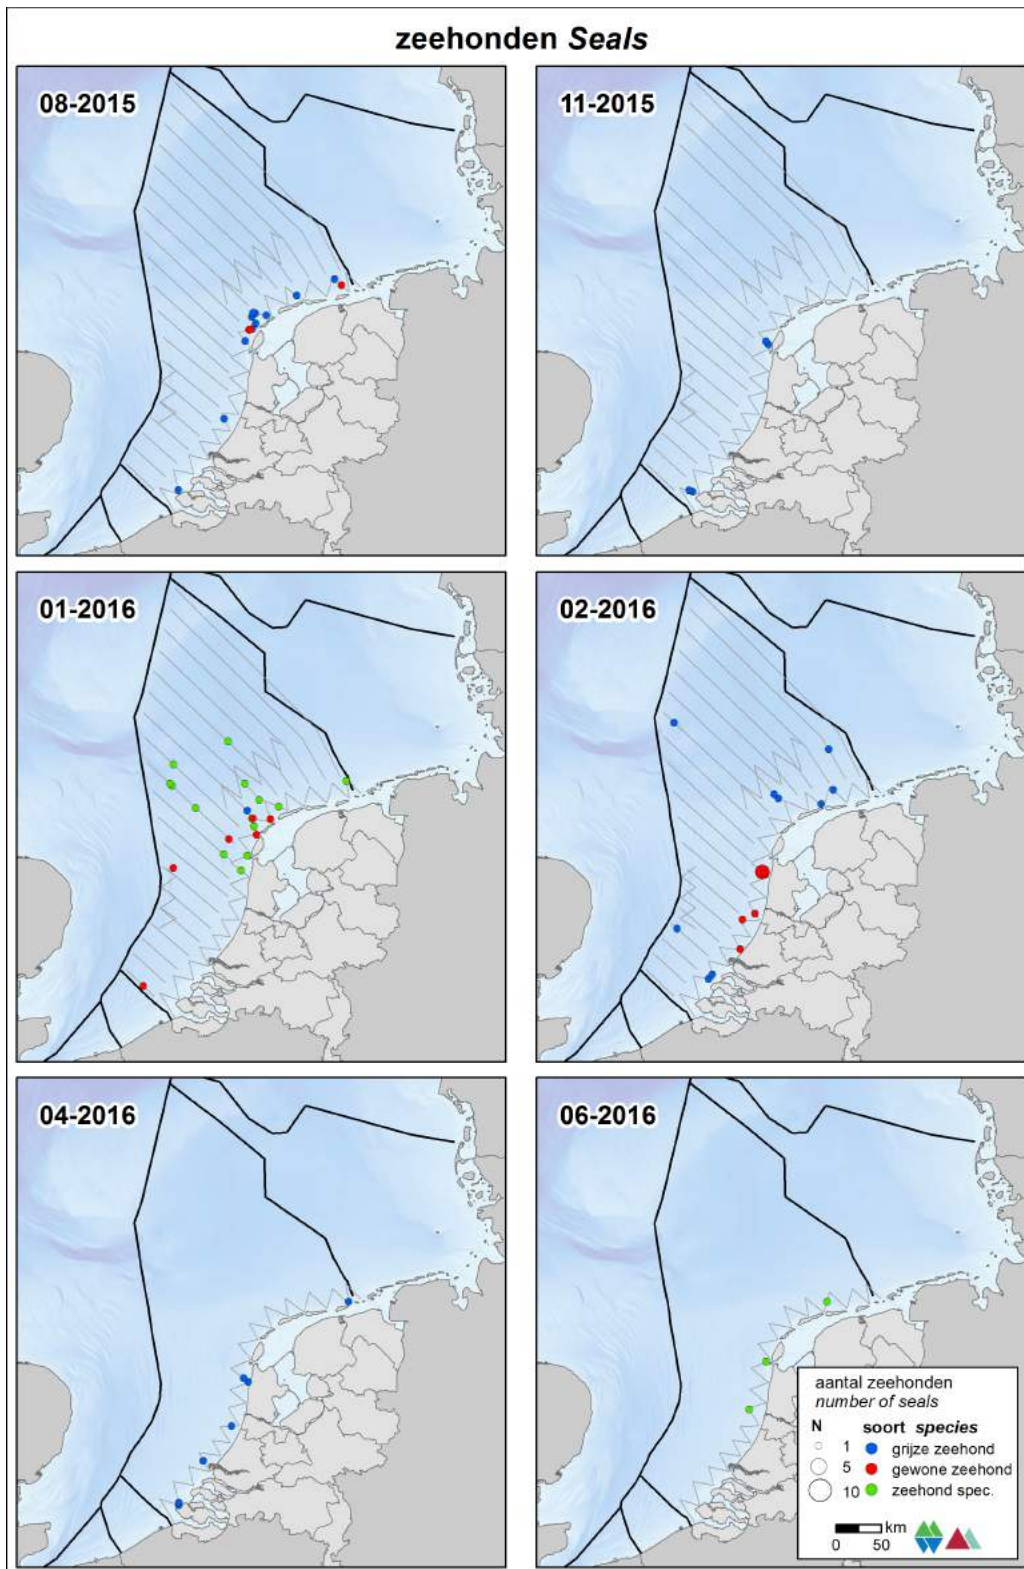 zeehonden Seals
08-2015
11-2015
01-2016
02-2016
04-2016
06-2016
aantal zeehonden
number of seals
N soort species
1 grijze zeehond
5 gewone zeehond
10 zeehond spec.
km
0 50